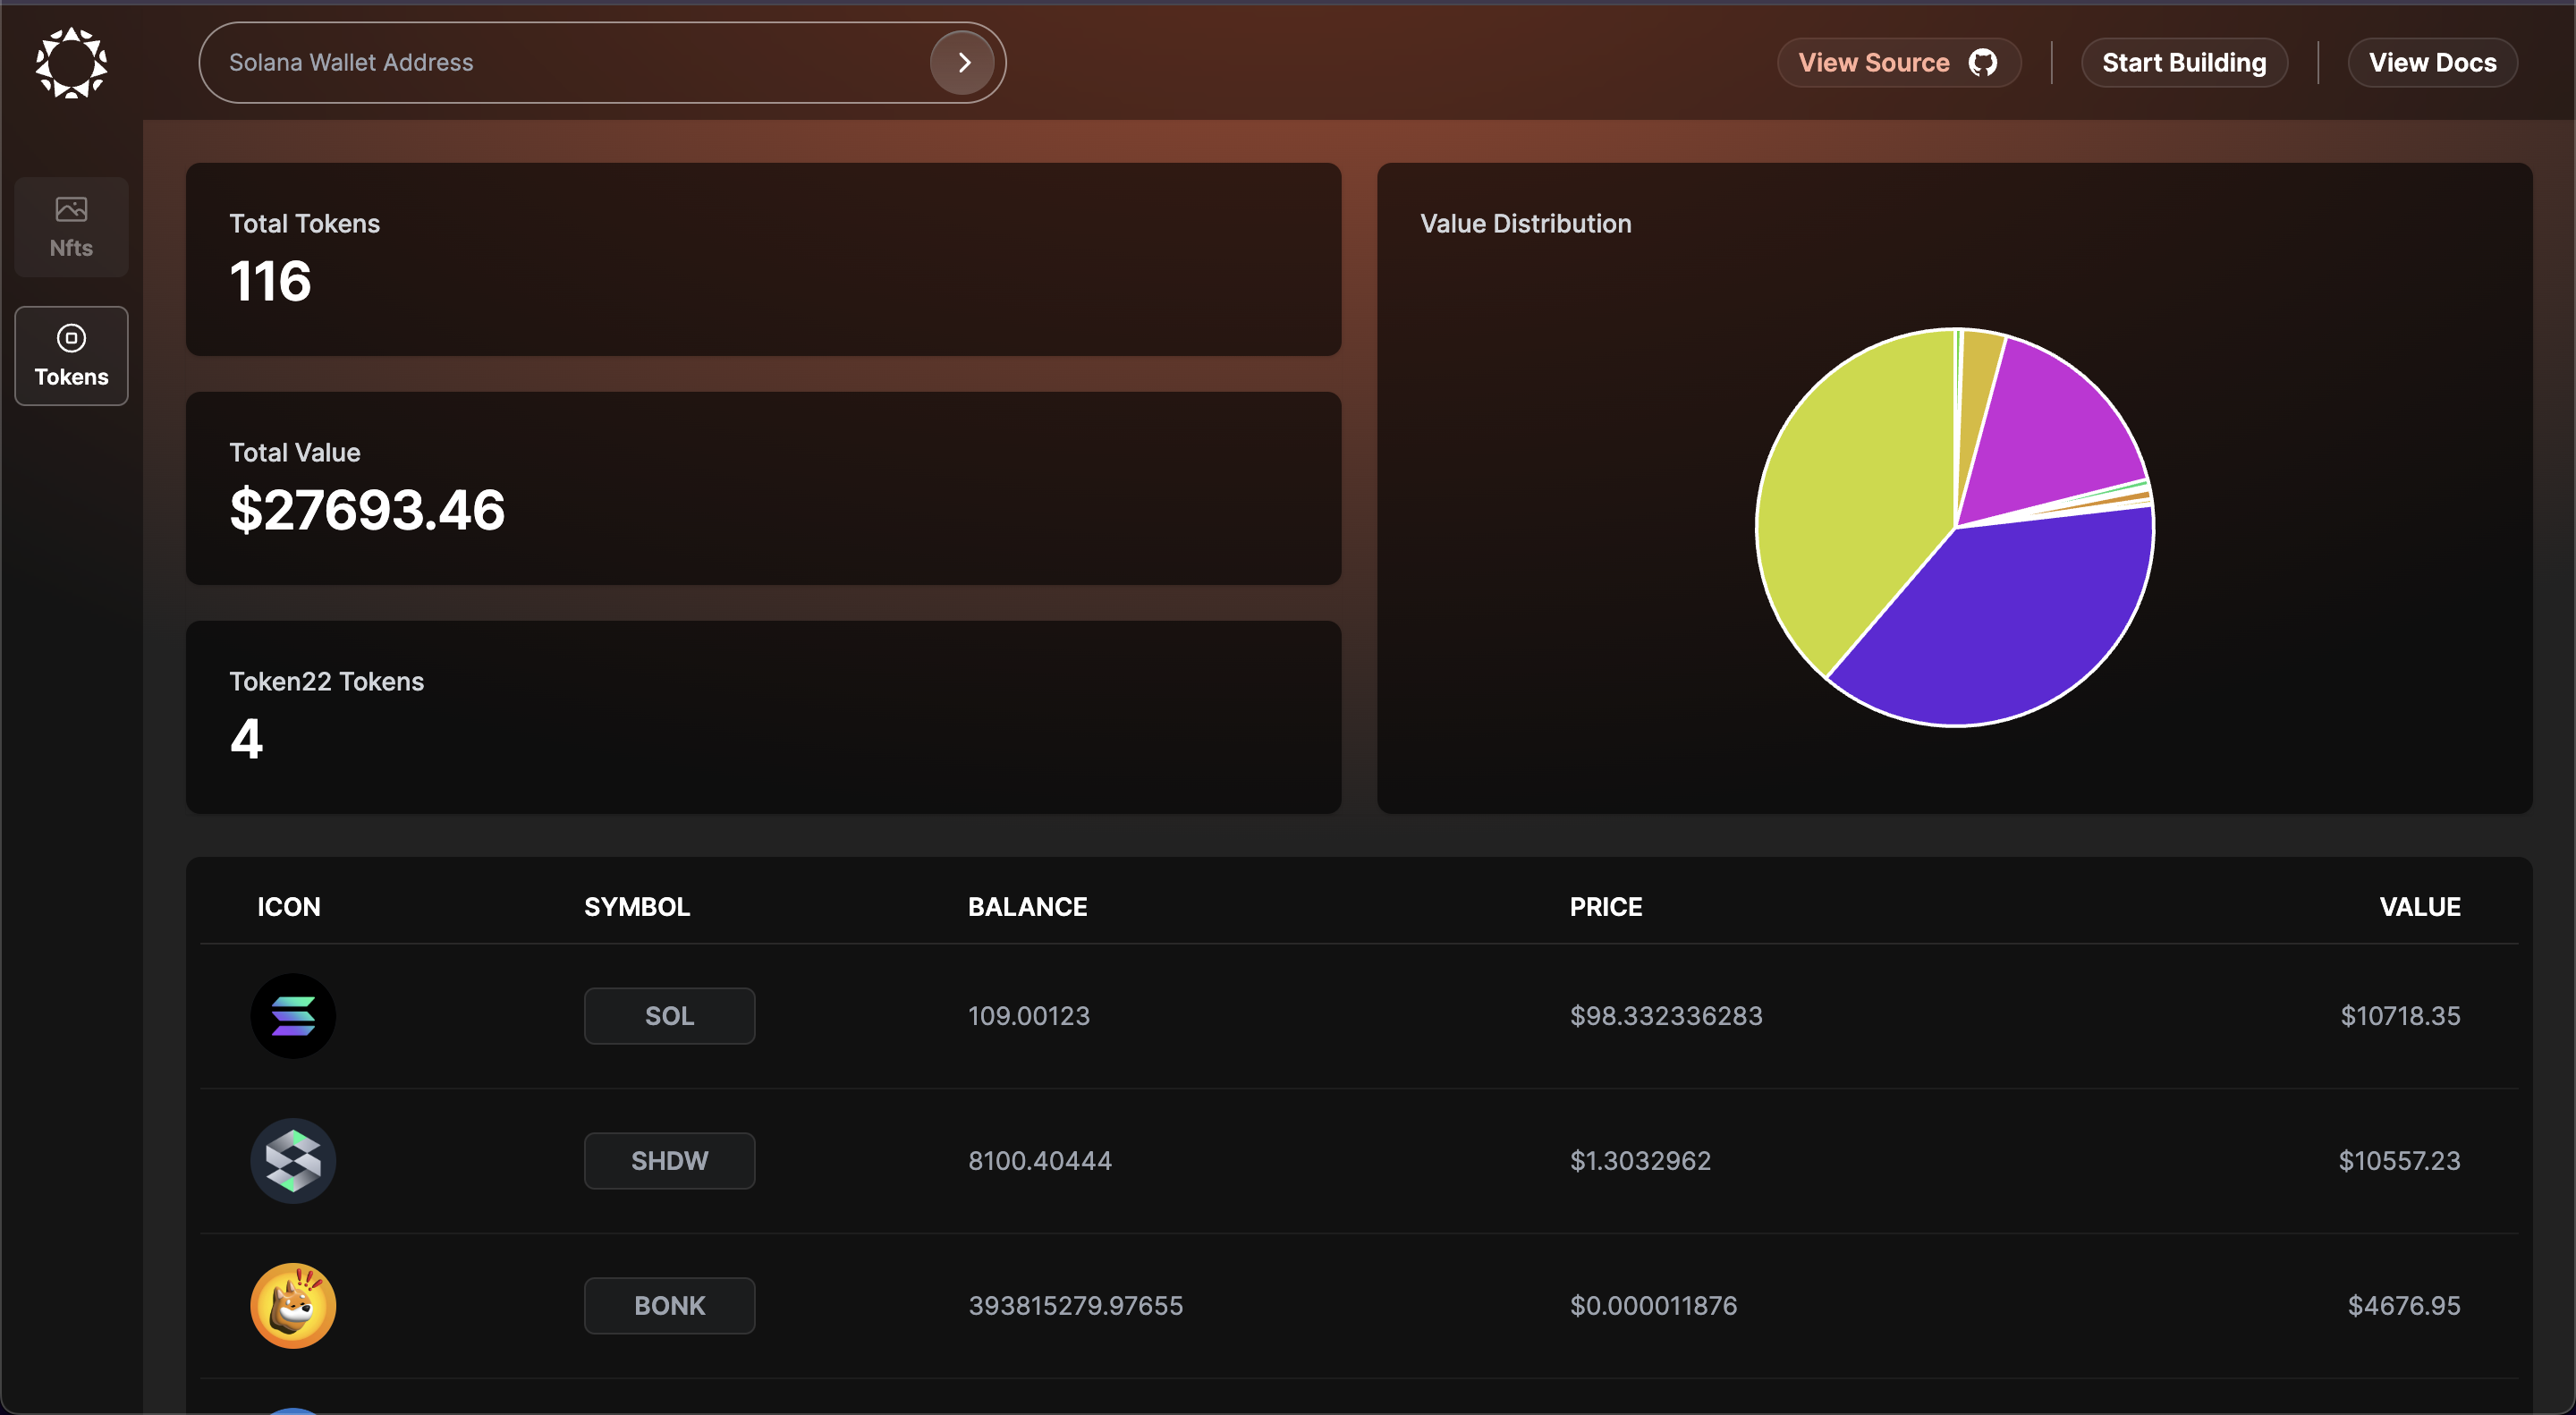 Solana Wallet Address
View Source
Start Building
View Docs
Nfts
Tokens
Total Tokens
116
Total Value
$27693.46
Token22 Tokens
4
Value Distribution
ICON SYMBOL BALANCE PRICE VALUE
SOL 109.00123 $98.332336283 $10718.35
SHDW 8100.40444 $1.3032962 $10557.23
BONK 393815279.97655 $0.000011876 $4676.95